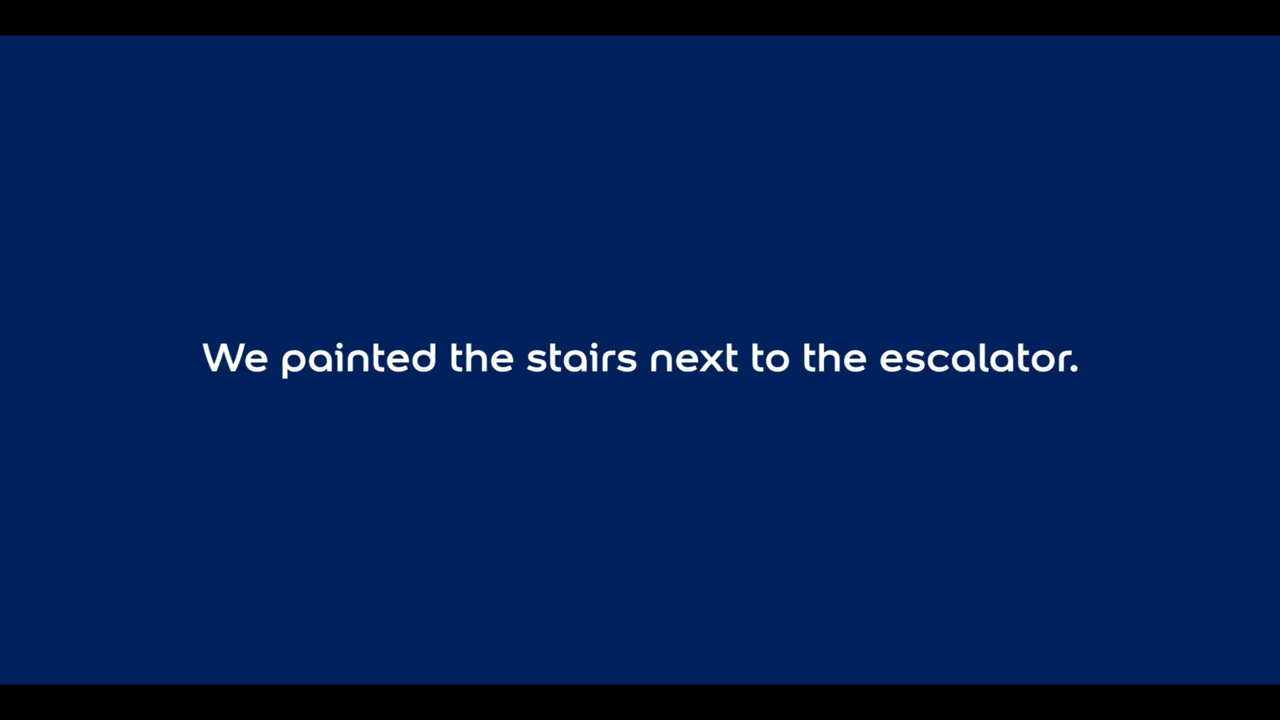 We painted the stairs next to the escalator.